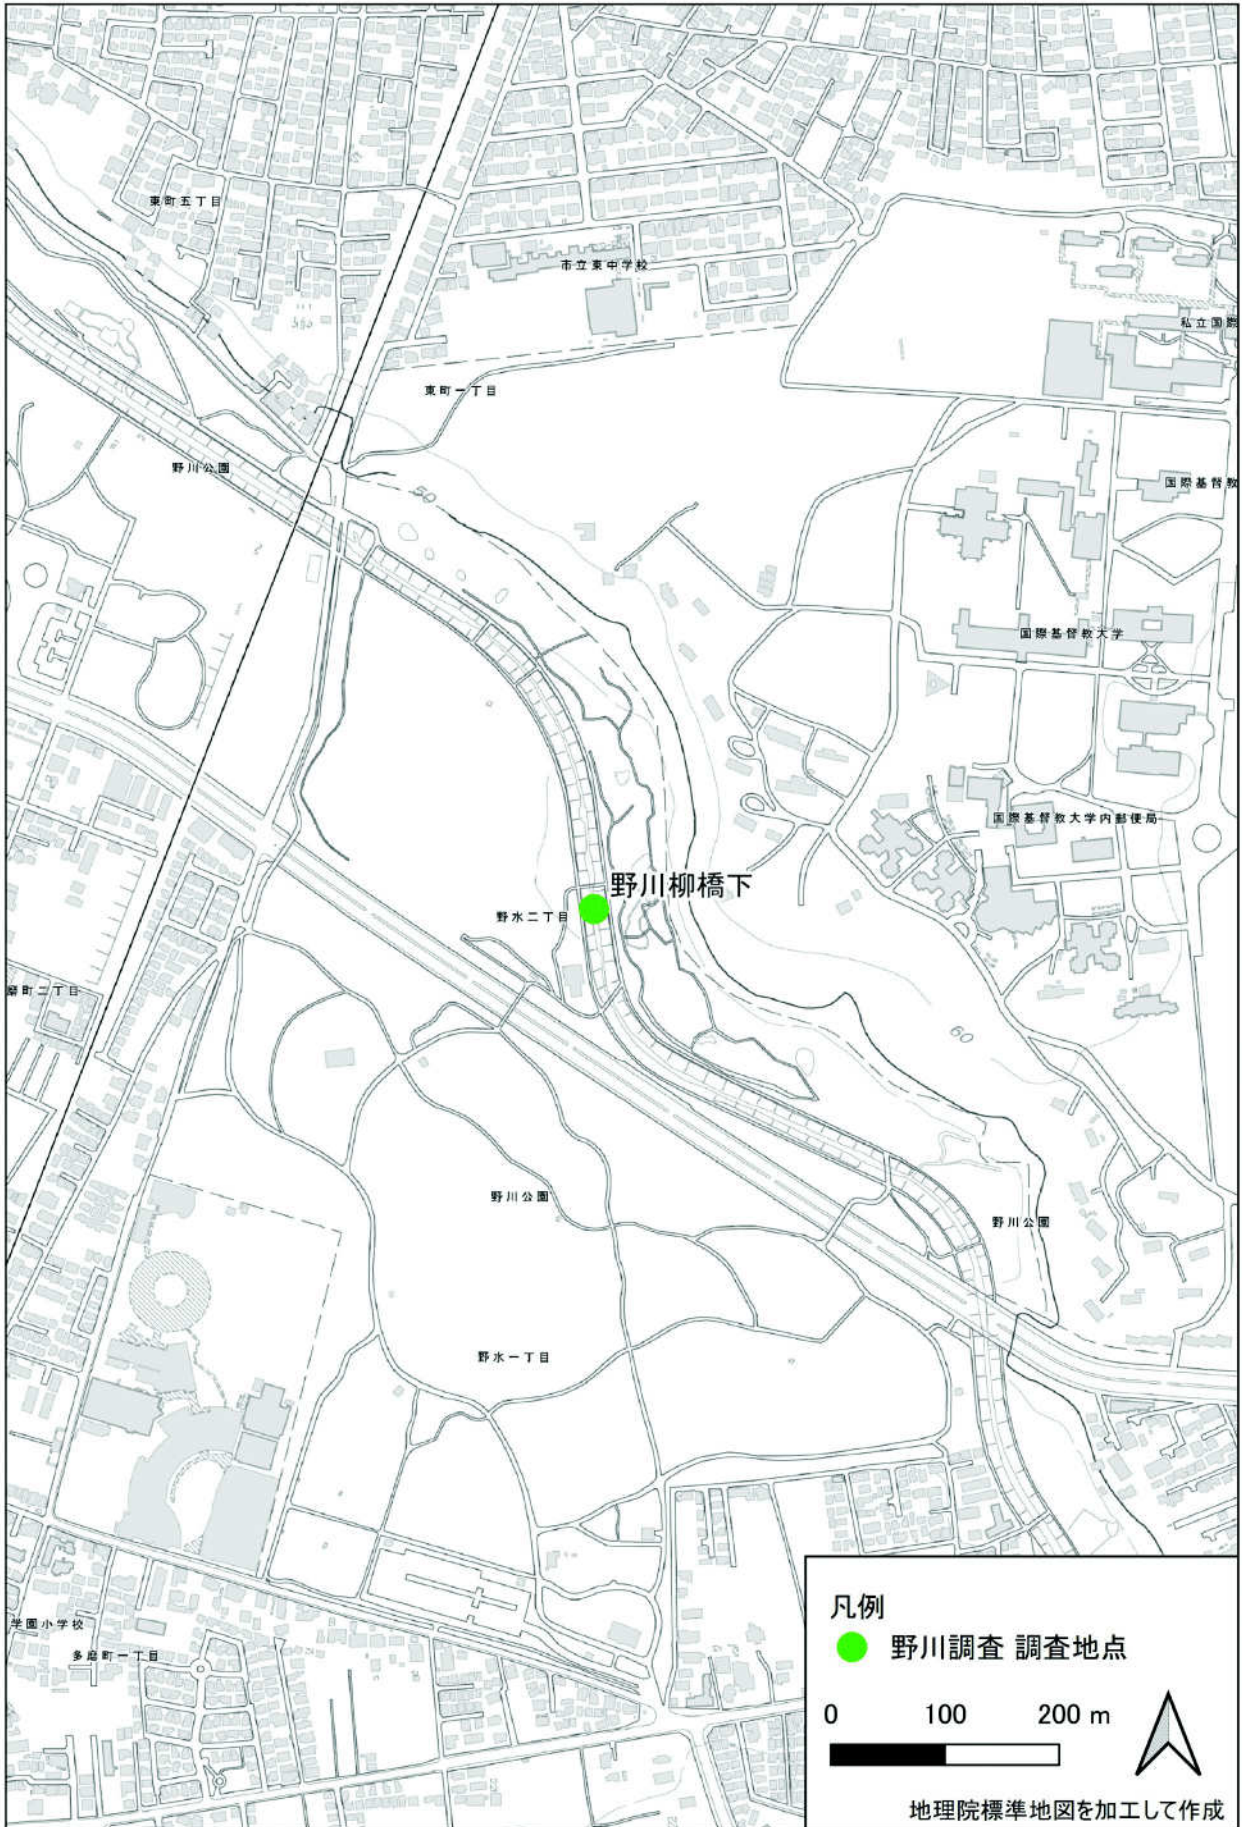 東町五丁目
市立東中学校
私立国際
東町一丁目
野川公園
国際基督教
50
国際基督教大学
国際基督教大学内郵便局
野川柳橋下
野水二丁目
磨町二丁目
60
野川公園
野川公園
野水一丁目
学園小学校
多磨町一丁目
凡例
野川調査 調査地点
0 100 200 m
地理院標準地図を加工して作成